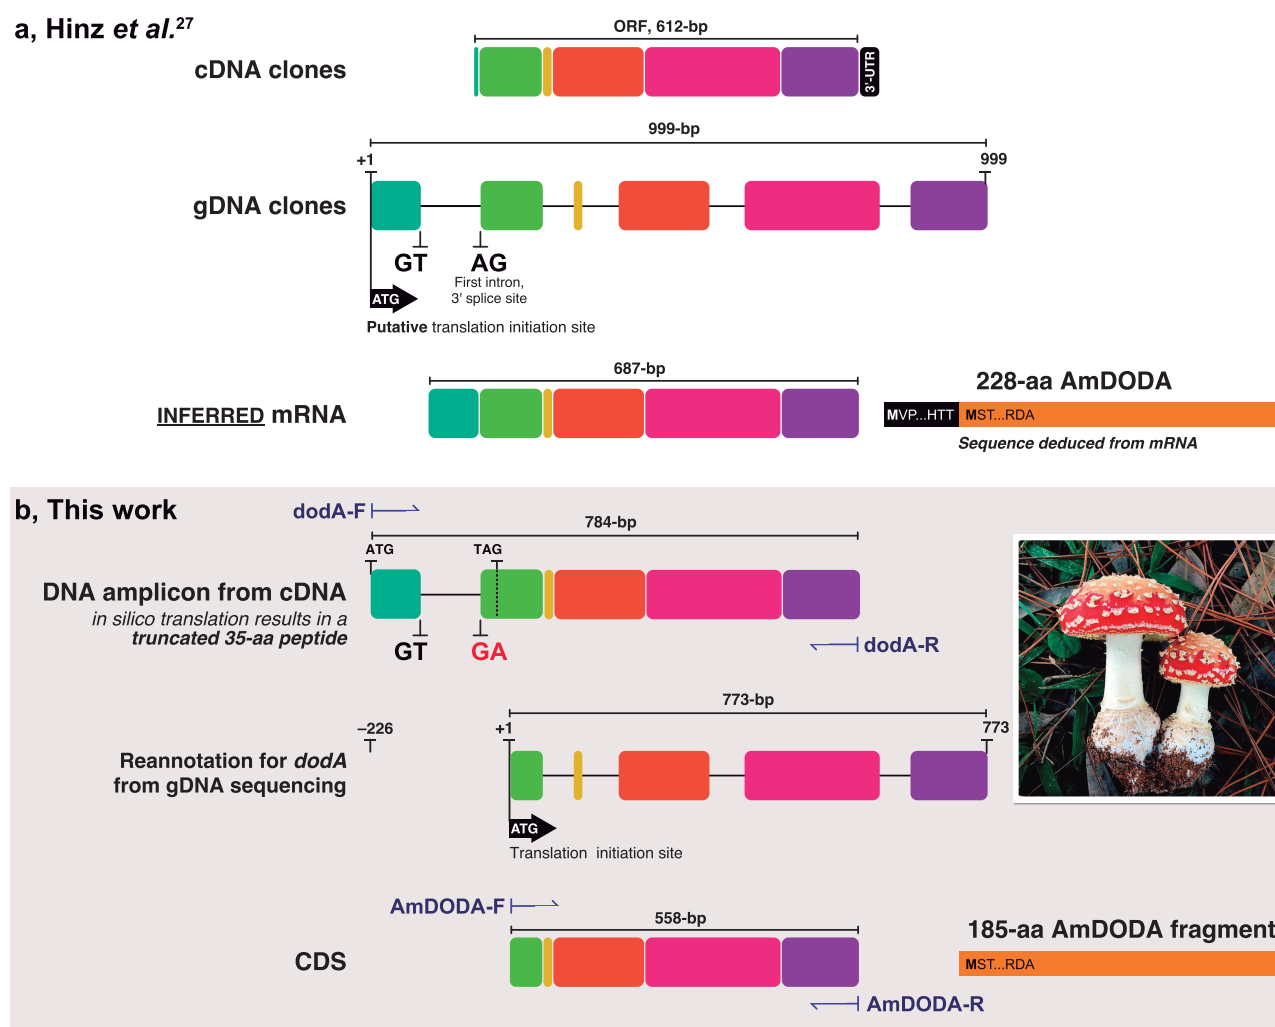 a, Hinz et al.27
ORF, 612-bp
cDNA clones
3'-UTR
999-bp
+1
999
gDNA clones
GT
AG
First intron,
3' splice site
ATG
Putative translation initiation site
687-bp
228-aa AmDODA
INFERRED mRNA
MVP...HTT
MST...RDA
Sequence deduced from mRNA
b, This work
dodA-F
784-bp
ATG
TAG
DNA amplicon from cDNA
in silico translation results in a
truncated 35-aa peptide
GT
GA
dodA-R
773-bp
–226
+1
773
Reannotation for dodA
from gDNA sequencing
ATG
Translation initiation site
AmDODA-F
558-bp
185-aa AmDODA fragment
CDS
MST...RDA
AmDODA-R